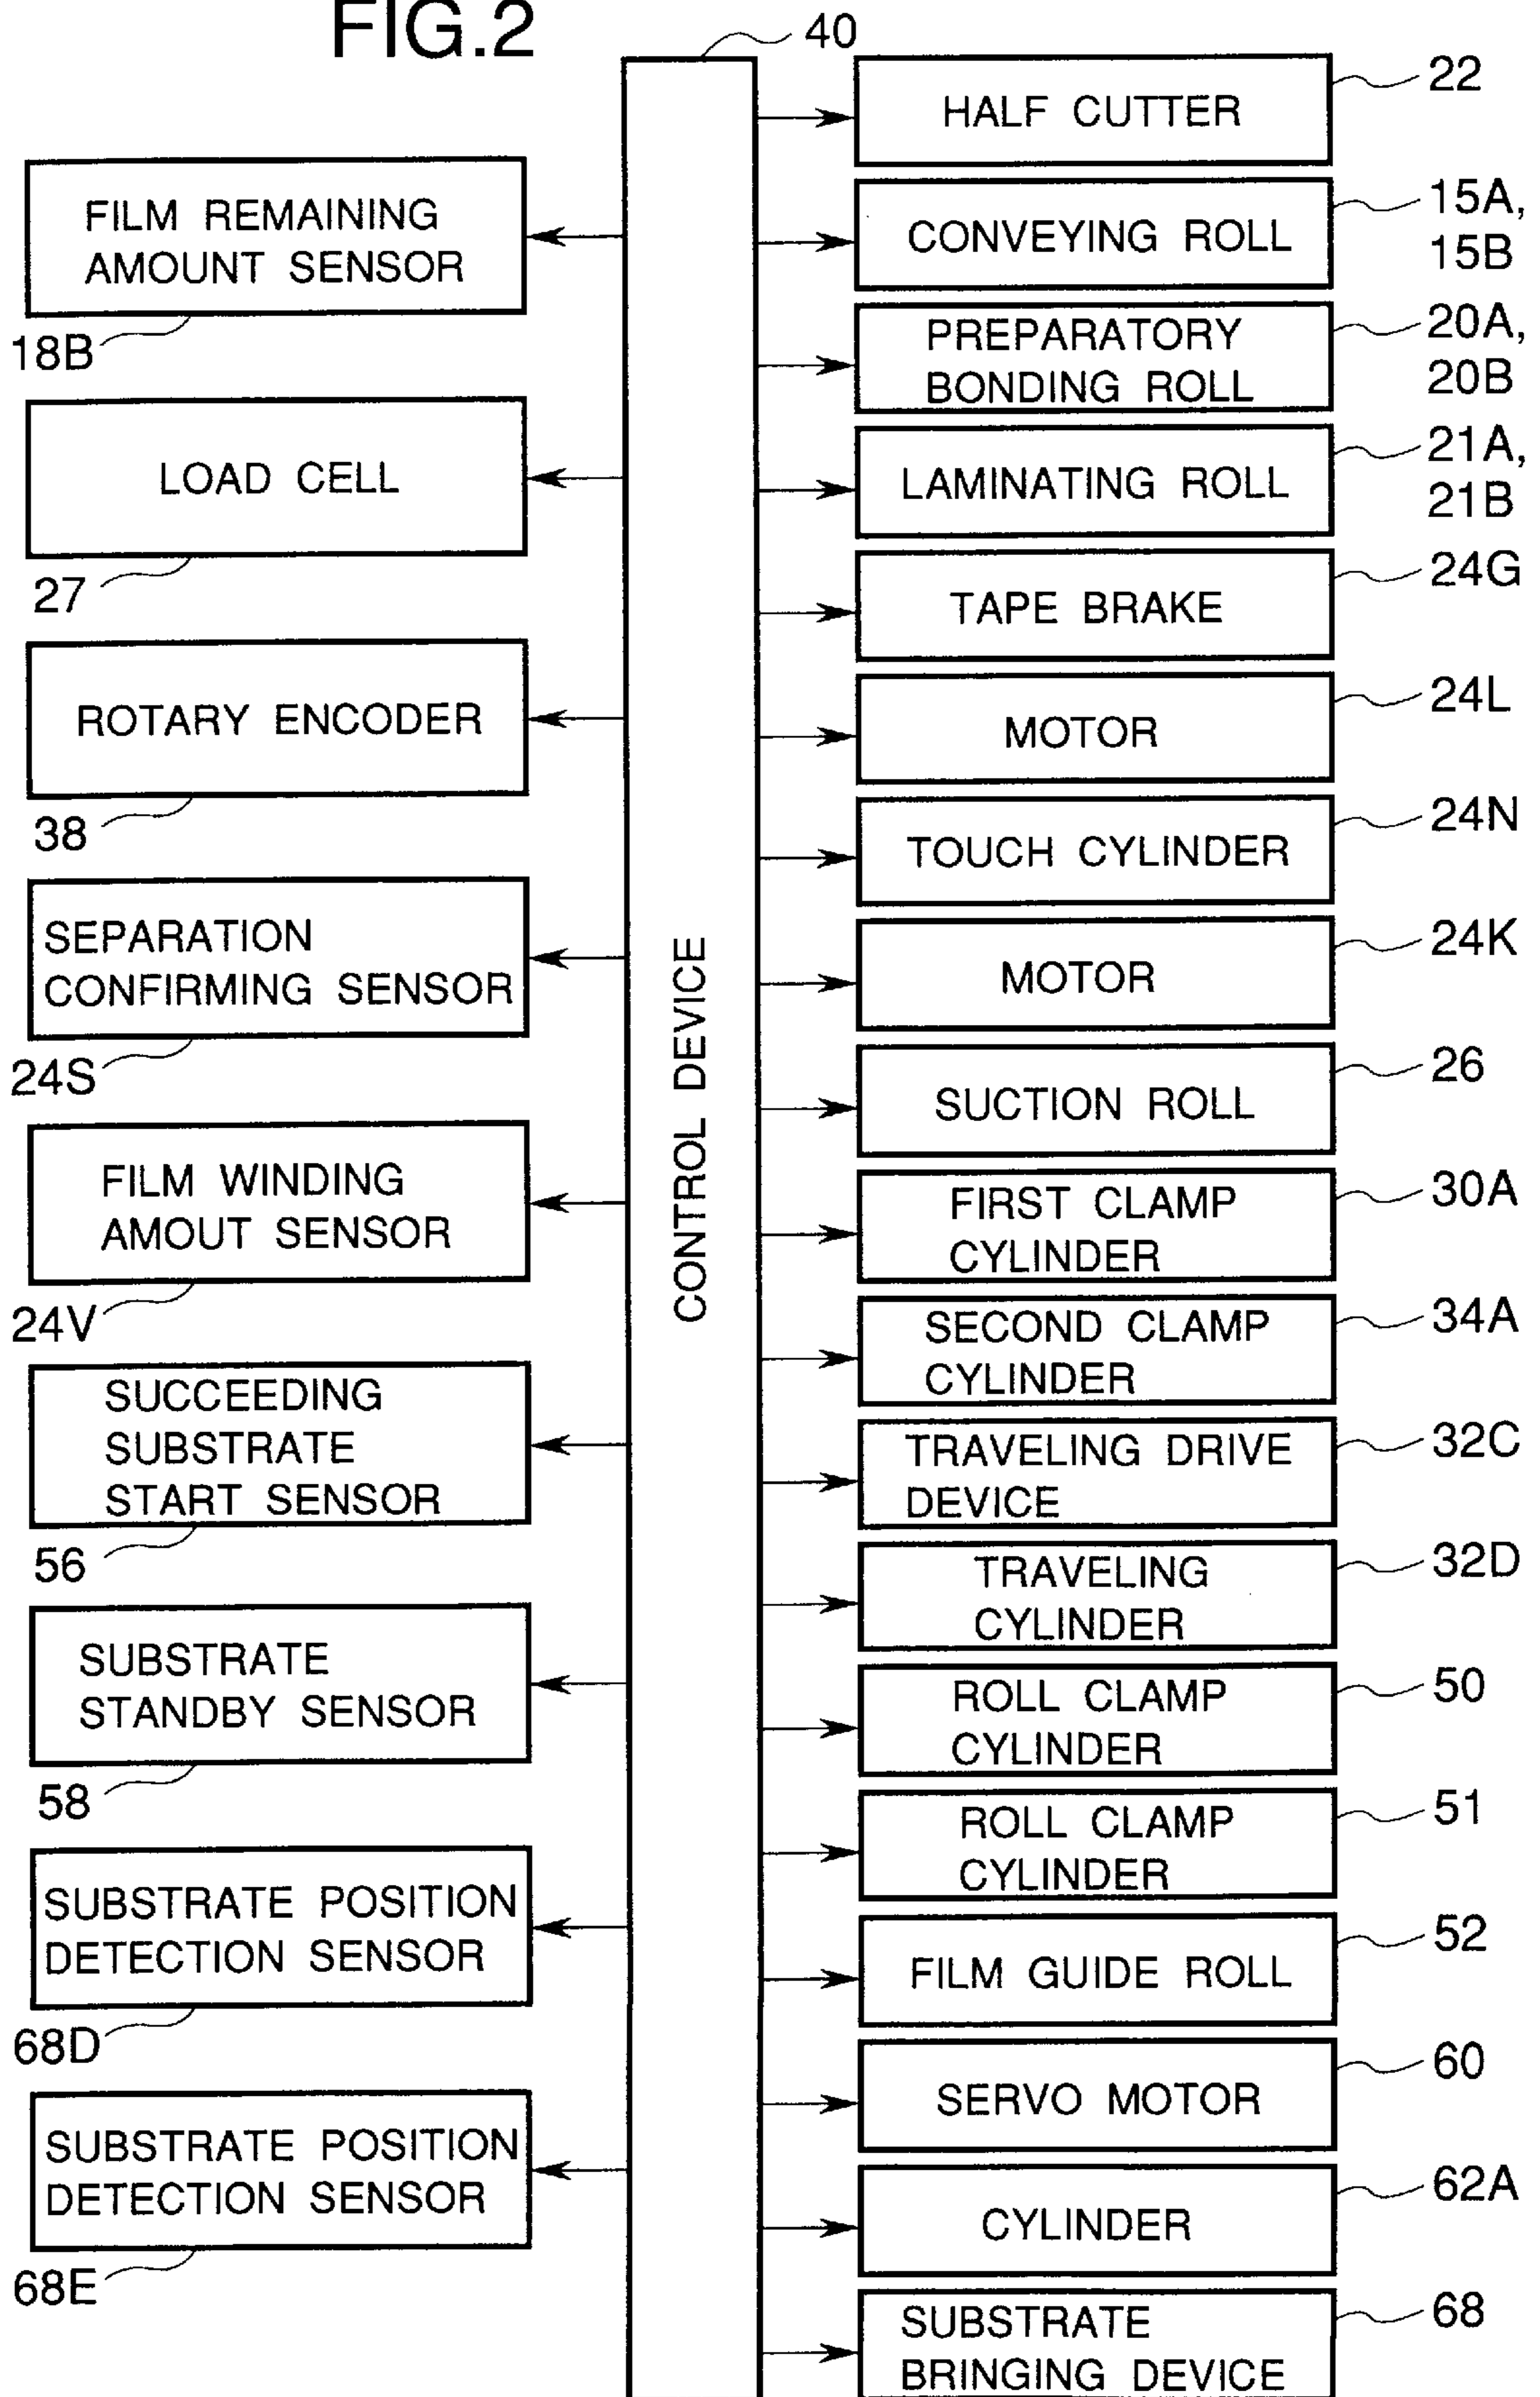 FIG.2
40
FILM REMAINING
AMOUNT SENSOR
18B
LOAD CELL
27
ROTARY ENCODER
38
SEPARATION
CONFIRMING SENSOR
24S
FILM WINDING
AMOUT SENSOR
24V
SUCCEEDING
SUBSTRATE
START SENSOR
56
SUBSTRATE
STANDBY SENSOR
58
SUBSTRATE POSITION
DETECTION SENSOR
68D
SUBSTRATE POSITION
DETECTION SENSOR
68E
CONTROL DEVICE
HALF CUTTER
22
CONVEYING ROLL
15A,
15B
PREPARATORY
BONDING ROLL
20A,
20B
LAMINATING ROLL
21A,
21B
TAPE BRAKE
24G
MOTOR
24L
TOUCH CYLINDER
24N
MOTOR
24K
SUCTION ROLL
26
FIRST CLAMP
CYLINDER
30A
SECOND CLAMP
CYLINDER
34A
TRAVELING DRIVE
DEVICE
32C
TRAVELING
CYLINDER
32D
ROLL CLAMP
CYLINDER
50
ROLL CLAMP
CYLINDER
51
FILM GUIDE ROLL
52
SERVO MOTOR
60
CYLINDER
62A
SUBSTRATE
BRINGING DEVICE
68